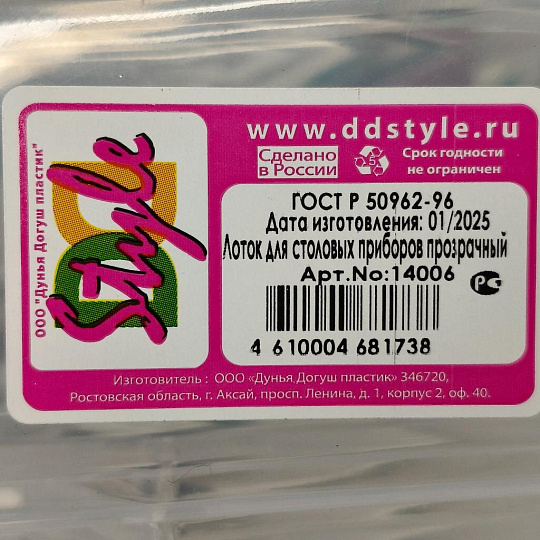 www.ddstyle.ru
Сделано
в России
5
Срок годности
не ограничен
ООО "Дунья Догуш пластик"
Style
ГОСТ Р 50962-96
Дата изготовления: 01/2025
Лоток для столовых приборов прозрачный
Арт.No:14006
РС
4 610004 681738
Изготовитель : ООО «Дунья Догуш пластик» 346720,
Ростовская область, г. Аксай, просп. Ленина, д. 1, корпус 2, оф. 40.